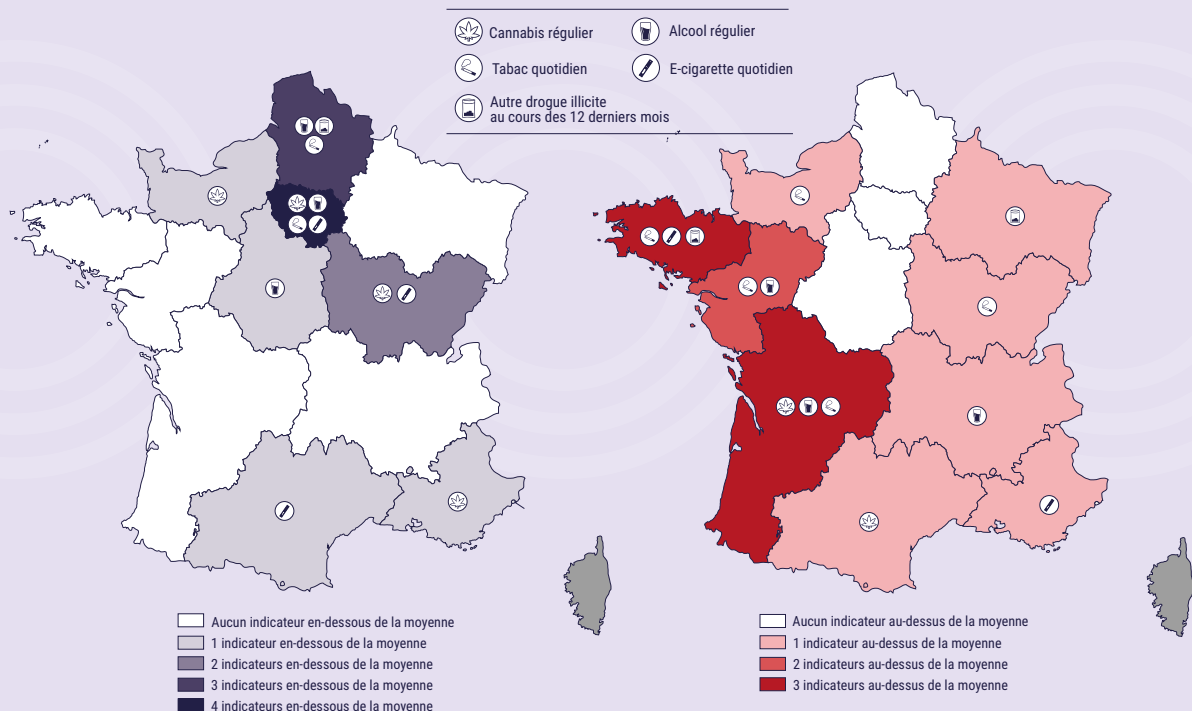 Cannabis régulier
Alcool régulier
Tabac quotidien
E-cigarette quotidien
Autre drogue illicite
au cours des 12 derniers mois
Aucun indicateur en-dessous de la moyenne
1 indicateur en-dessous de la moyenne
2 indicateurs en-dessous de la moyenne
3 indicateurs en-dessous de la moyenne
4 indicateurs en-dessous de la moyenne
Aucun indicateur au-dessus de la moyenne
1 indicateur au-dessus de la moyenne
2 indicateurs au-dessus de la moyenne
3 indicateurs au-dessus de la moyenne